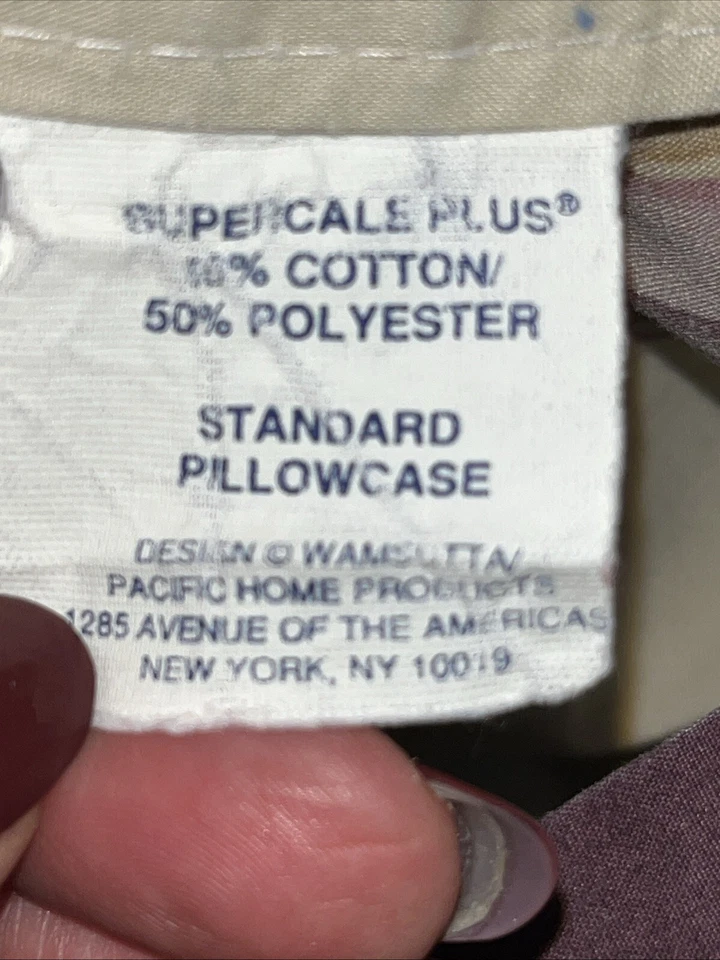 SUPERCALE PLUS®
50% COTTON/
50% POLYESTER
STANDARD
PILLOWCASE
DESIGN © WAMSUTTA/
PACIFIC HOME PRODUCTS
1285 AVENUE OF THE AMERICAS
NEW YORK, NY 10019